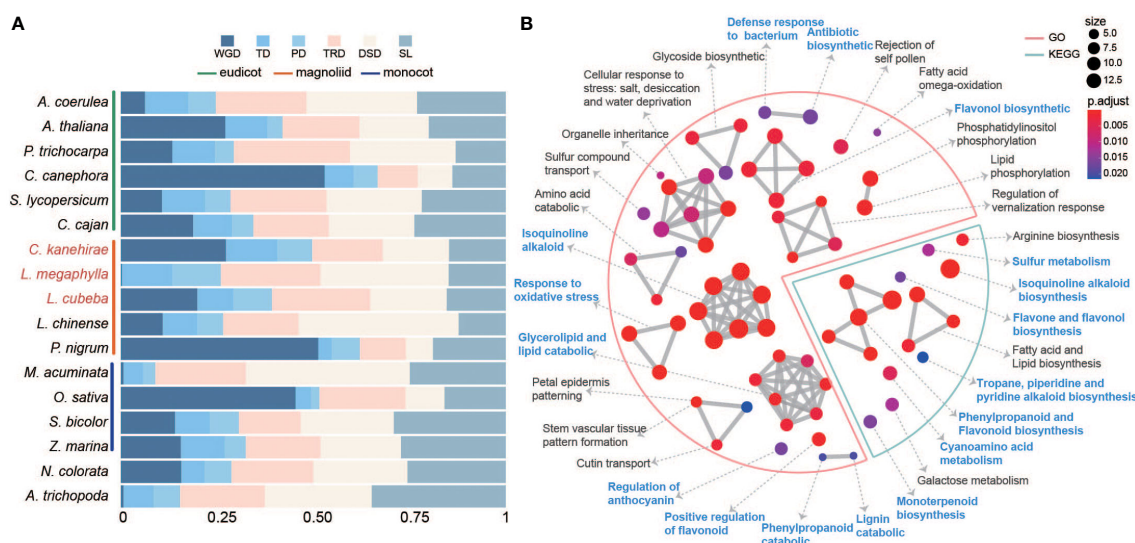 A
WGD TD PD TRD DSD SL
eudicot magnoliid monocot
A. coerulea
A. thaliana
P. trichocarpa
C. canephora
S. lycopersicum
C. cajan
C. kanehirae
L. megaphylla
L. cubeba
L. chinense
P. nigrum
M. acuminata
O. sativa
S. bicolor
Z. marina
N. colorata
A. trichopoda
0 0.25 0.50 0.75 1
B
Defense response
to bacterium
Antibiotic
biosynthetic
Glycoside biosynthetic
Rejection of
self pollen
Cellular response to
stress: salt, desiccation
and water deprivation
Fatty acid
omega-oxidation
Flavonol biosynthetic
Organelle inheritance
Phosphatidylinositol
phosphorylation
Sulfur compound
transport
Lipid
phosphorylation
Amino acid
catabolic
Regulation of
vernalization response
Isoquinoline
alkaloid
Arginine biosynthesis
Sulfur metabolism
Response to
oxidative stress
Isoquinoline alkaloid
biosynthesis
Flavone and flavonol
biosynthesis
Glycerolipid and
lipid catabolic
Fatty acid and
Lipid biosynthesis
Petal epidermis
patterning
Tropane, piperidine and
pyridine alkaloid biosynthesis
Stem vascular tissue
pattern formation
Phenylpropanoid and
Flavonoid biosynthesis
Cutin transport
Cyanoamino acid
metabolism
Galactose metabolism
Regulation of
anthocyanin
Monoterpenoid
biosynthesis
Positive regulation
of flavonoid
Phenylpropanoid
catabolic
Lignin
catabolic
GO
KEGG
size
5.0
7.5
10.0
12.5
p.adjust
0.005
0.010
0.015
0.020